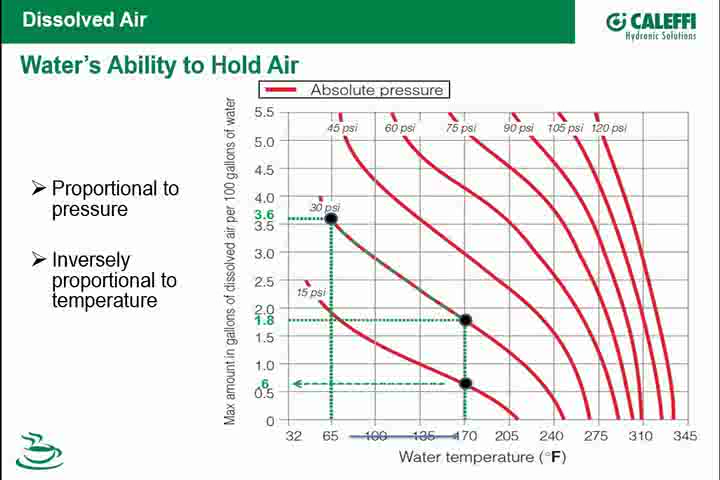 Dissolved Air
CALEFFI
Hydronic Solutions
Water's Ability to Hold Air
Absolute pressure
➢ Proportional to
pressure
➢ Inversely
proportional to
temperature
Max amount in gallons of dissolved air per 100 gallons of water
5.5
5.0
4.5
4.0
3.6
3.5
3.0
2.5
2.0
1.8
1.5
1.0
.6
0.5
0
45 psi
60 psi
75 psi
90 psi
105 psi
120 psi
30 psi
15 psi
32 65 100 135 170 205 240 275 310 345
Water temperature (°F)